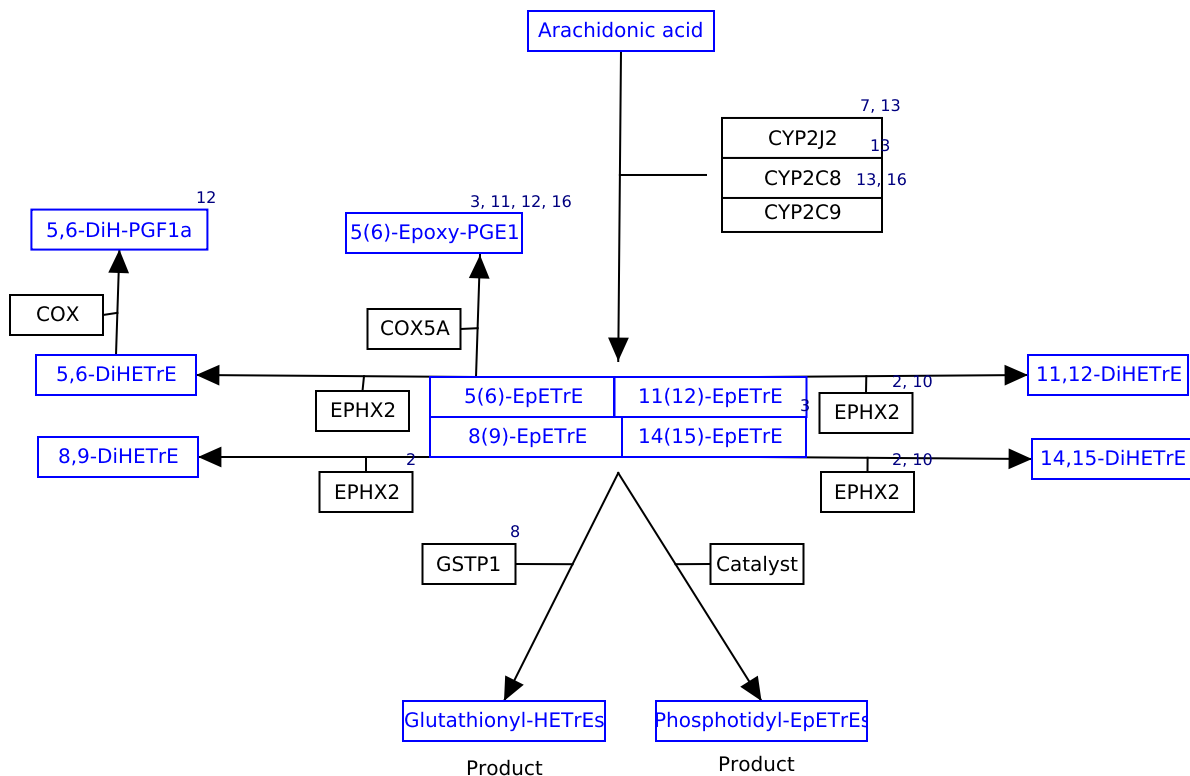 Arachidonic acid
7, 13
CYP2J2
13
CYP2C8
13, 16
CYP2C9
12
5,6-DiH-PGF1a
3, 11, 12, 16
5(6)-Epoxy-PGE1
COX
COX5A
5,6-DiHETrE
EPHX2
5(6)-EpETrE
11(12)-EpETrE
3
2, 10
EPHX2
11,12-DiHETrE
8,9-DiHETrE
2
EPHX2
8(9)-EpETrE
14(15)-EpETrE
2, 10
EPHX2
14,15-DiHETrE
8
GSTP1
Catalyst
Glutathionyl-HETrEs
Phosphotidyl-EpETrEs
Product
Product